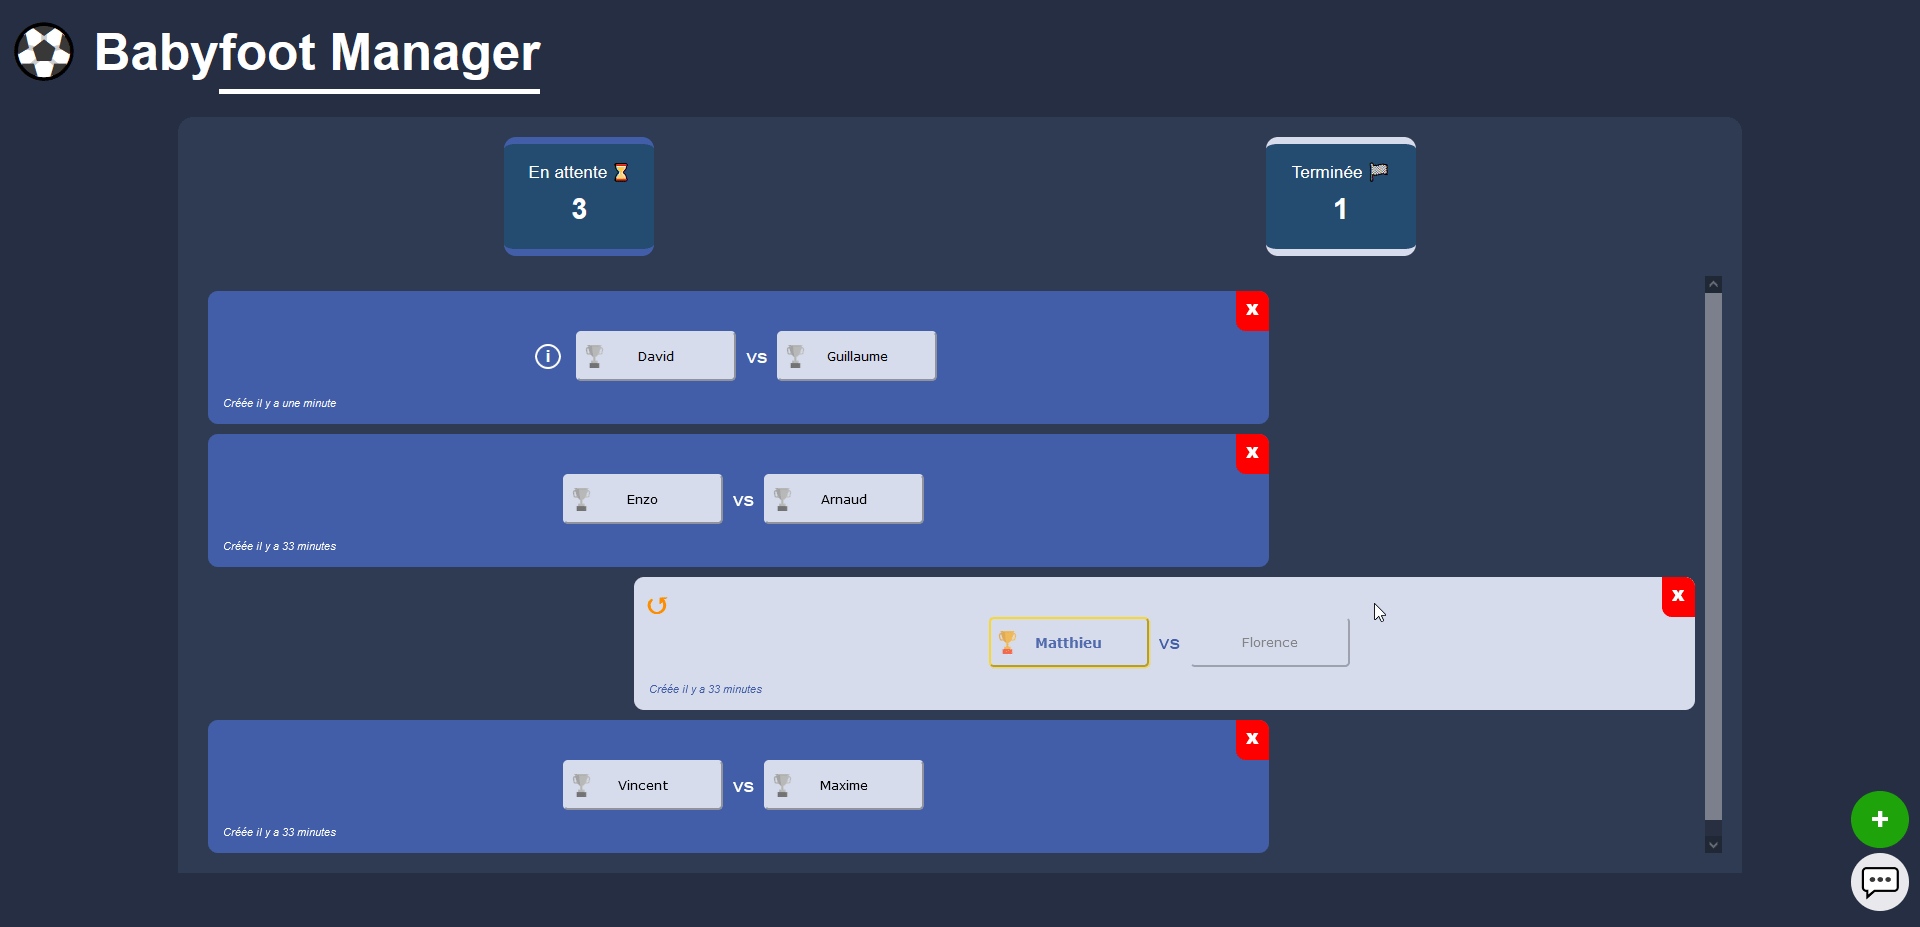 Babyfoot Manager
En attente ⏳
3
Terminée 🏁
1
X
i David VS Guillaume
Créée il y a une minute
X
Enzo VS Arnaud
Créée il y a 33 minutes
X
Matthieu VS Florence
Créée il y a 33 minutes
X
Vincent VS Maxime
Créée il y a 33 minutes
+